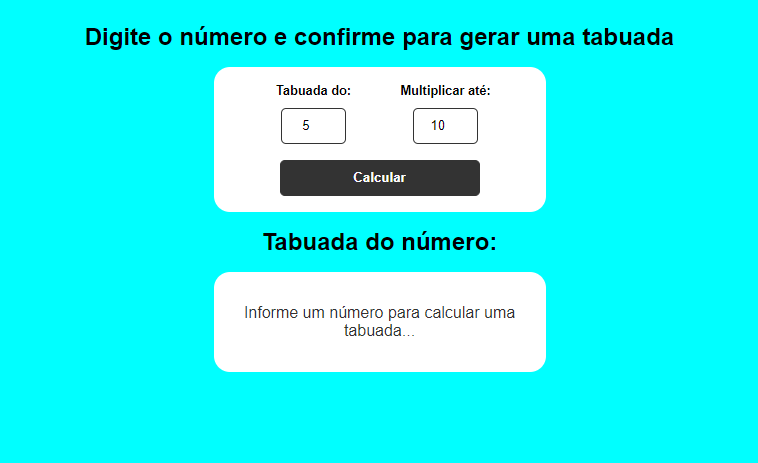 Digite o número e confirme para gerar uma tabuada
Tabuada do: Multiplicar até:
5 10
Calcular
Tabuada do número:
Informe um número para calcular uma
tabuada...